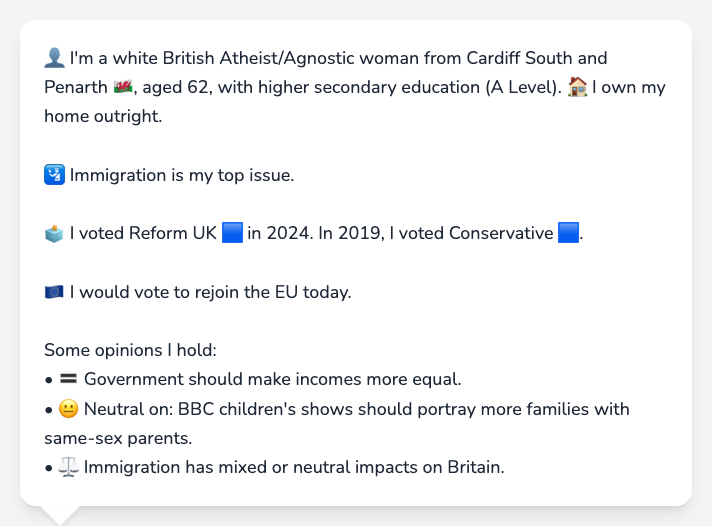 👤 I'm a white British Atheist/Agnostic woman from Cardiff South and
Penarth 🏴󠁧󠁢󠁷󠁬󠁳󠁿, aged 62, with higher secondary education (A Level). 🏠 I own my
home outright.
🛂 Immigration is my top issue.
🗳️ I voted Reform UK 🟦 in 2024. In 2019, I voted Conservative 🟦.
🇪🇺 I would vote to rejoin the EU today.
Some opinions I hold:
• 🟰 Government should make incomes more equal.
• 😐 Neutral on: BBC children's shows should portray more families with
same-sex parents.
• ⚖️ Immigration has mixed or neutral impacts on Britain.